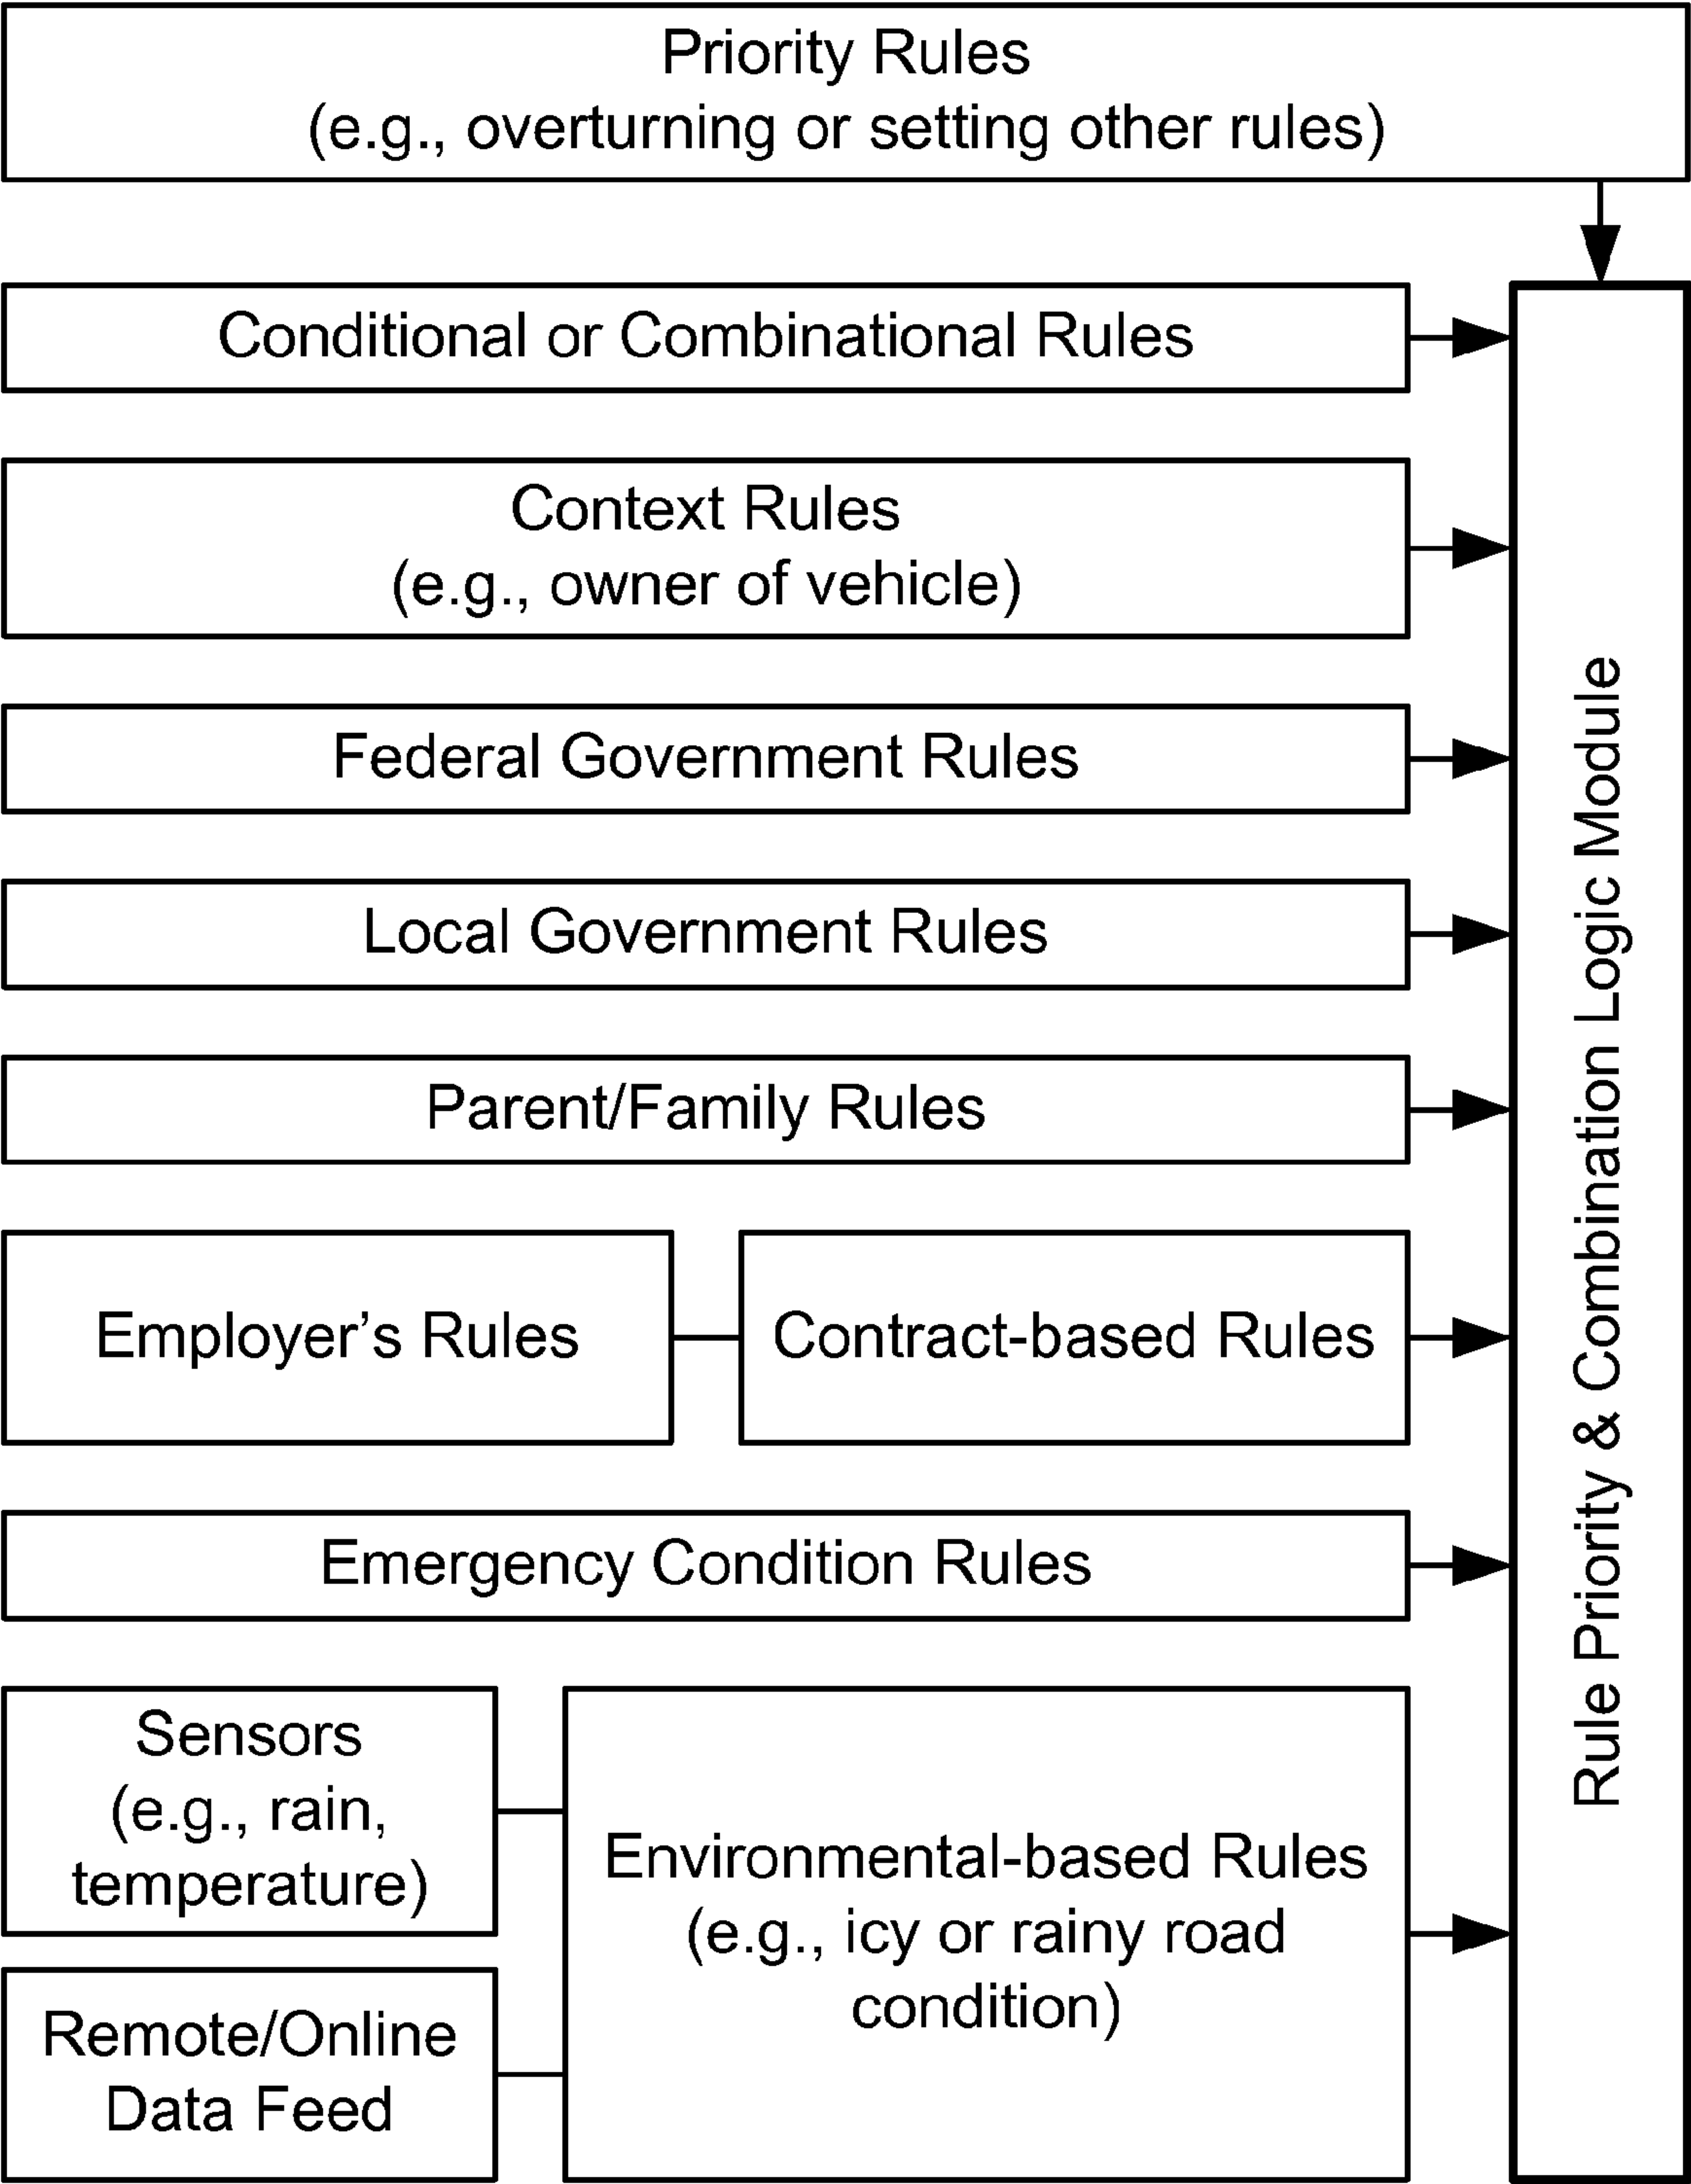 Priority Rules
(e.g., overturning or setting other rules)
Conditional or Combinational Rules
Context Rules
(e.g., owner of vehicle)
Federal Government Rules
Local Government Rules
Parent/Family Rules
Employer’s Rules
Contract-based Rules
Emergency Condition Rules
Sensors
(e.g., rain,
temperature)
Remote/Online
Data Feed
Environmental-based Rules
(e.g., icy or rainy road
condition)
Rule Priority & Combination Logic Module